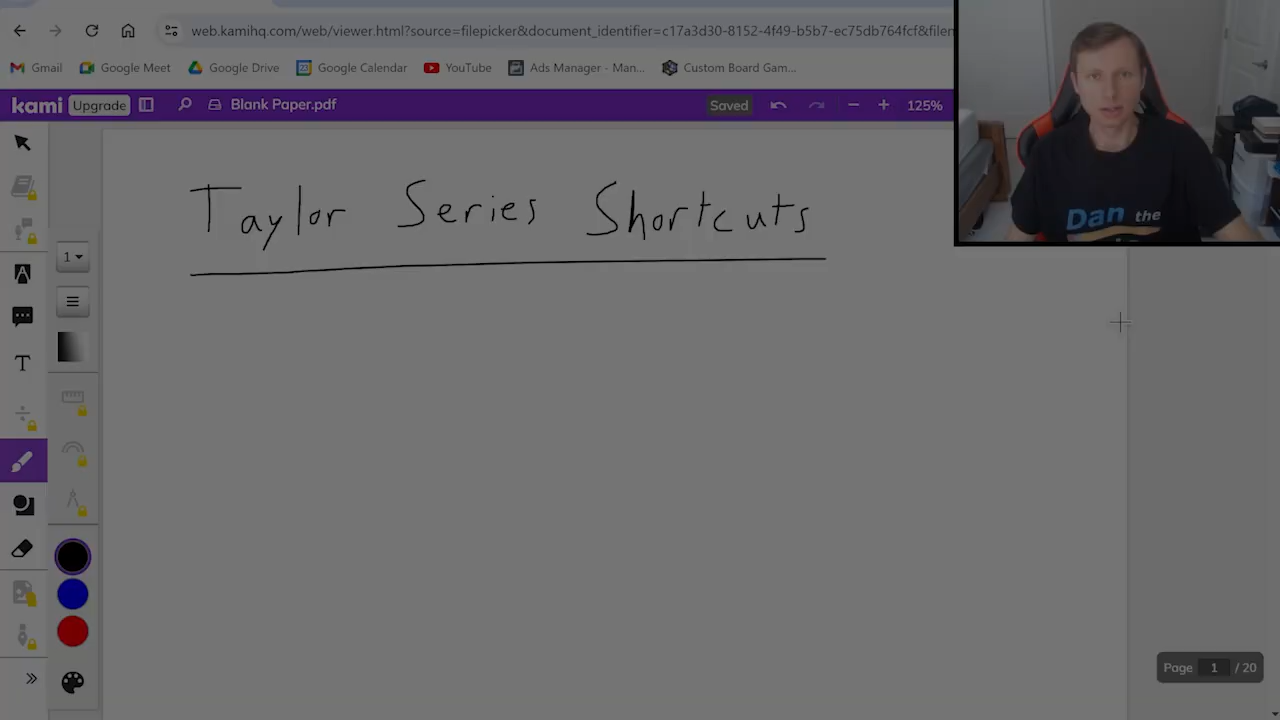 web.kamihq.com/web/viewer.html?source=filepicker&document_identifier=c17a3d30-8152-4f49-b5b7-ec75db764fcf&filen
Gmail Google Meet Google Drive Google Calendar YouTube Ads Manager - Man... Custom Board Gam...
kami Upgrade Blank Paper.pdf Saved 125%
Dan the
Taylor Series Shortcuts
1
T
Page 1 / 20